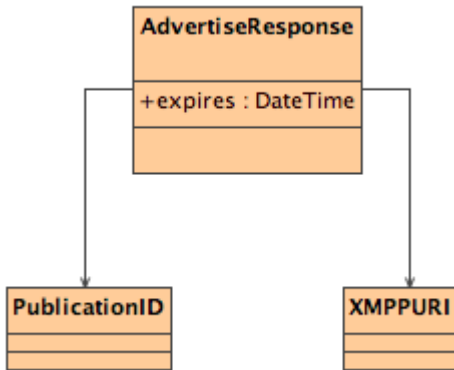 AdvertiseResponse
+expires : DateTime
PublicationID
XMPPURI